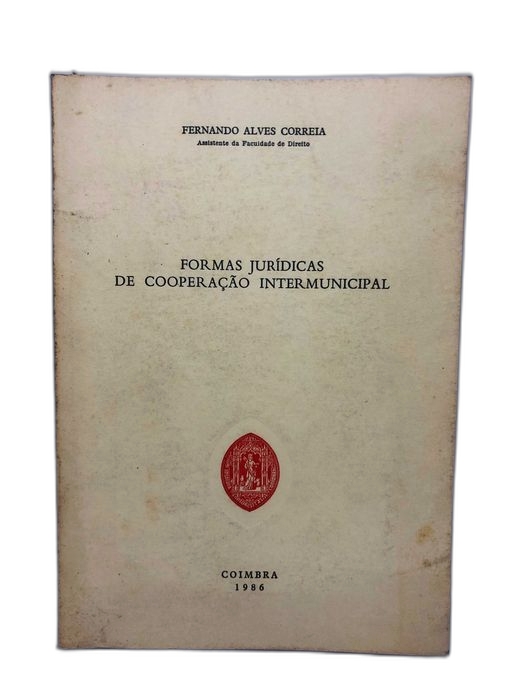 FERNANDO ALVES CORREIA
Assistente da Faculdade de Direito
FORMAS JURÍDICAS
DE COOPERAÇÃO INTERMUNICIPAL
COIMBRA
1986